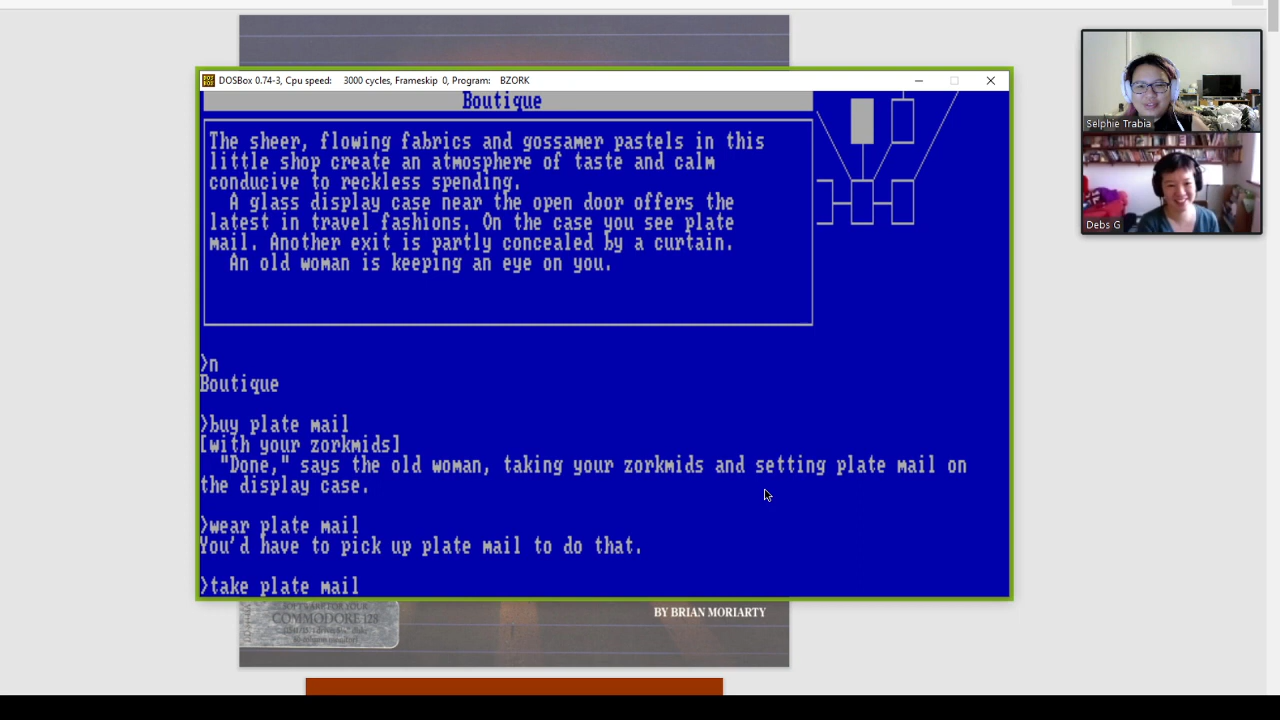 DOSBox 0.74-3, Cpu speed: 3000 cycles, Frameskip 0, Program: BZORK
Boutique
The sheer, flowing fabrics and gossamer pastels in this
little shop create an atmosphere of taste and calm
conducive to reckless spending.
A glass display case near the open door offers the
latest in travel fashions. On the case you see plate
mail. Another exit is partly concealed by a curtain.
An old woman is keeping an eye on you.
>n
Boutique
>buy plate mail
[with your zorkmids]
"Done," says the old woman, taking your zorkmids and setting plate mail on
the display case.
>wear plate mail
You'd have to pick up plate mail to do that.
>take plate mail
SOFTWARE FOR YOUR
COMMODORE 128
BY BRIAN MORIARTY
Selphie Trabia
Debs G